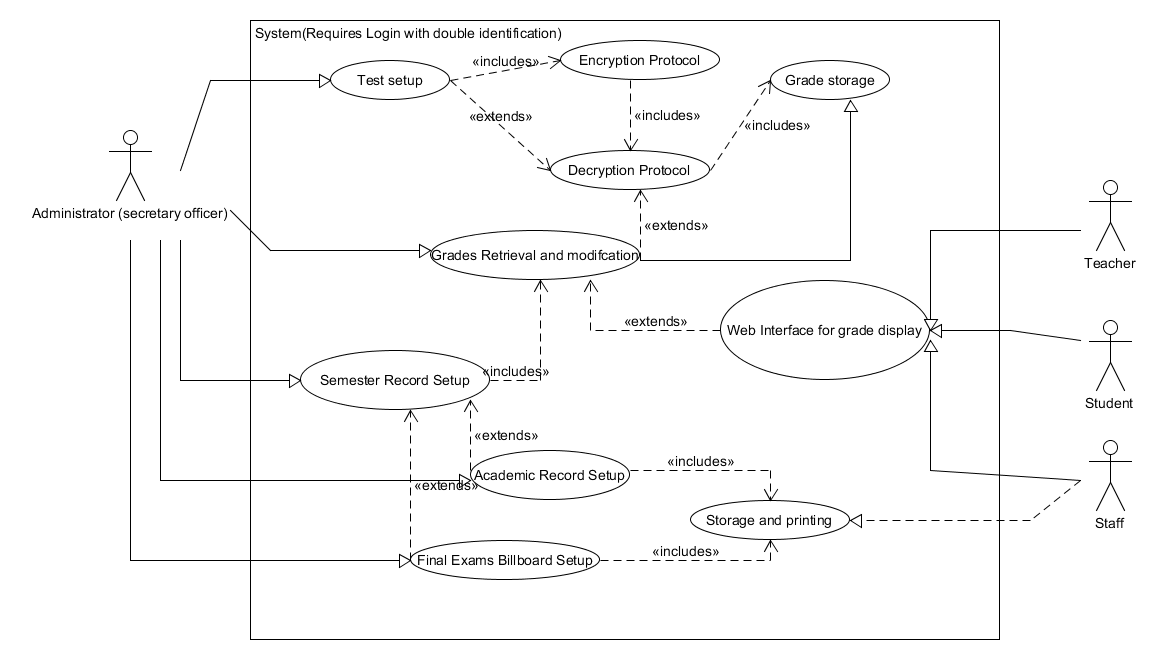 System(Requires Login with double identification)
«includes»
Encryption Protocol
Test setup
Grade storage
«extends»
«includes»
«includes»
Decryption Protocol
Administrator (secretary officer)
«extends»
Grades Retrieval and modifcation
Teacher
«extends»
Web Interface for grade display
«includes»
Semester Record Setup
Student
«extends»
«includes»
Academic Record Setup
«extends»
Storage and printing
Staff
«includes»
Final Exams Billboard Setup